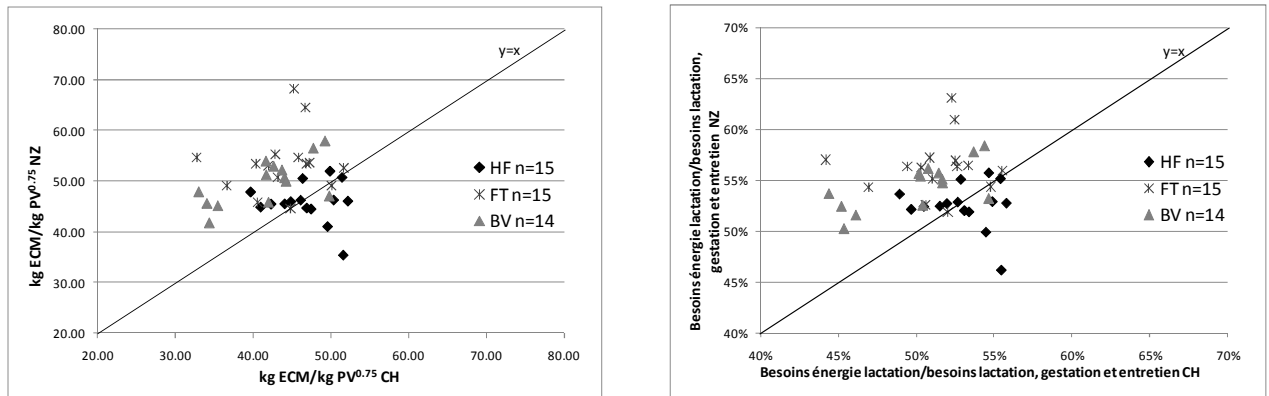 80.00
70.00
60.00
50.00
40.00
30.00
20.00
kg ECM/kg PV0.75 NZ
y=x
HF n=15
FT n=15
BV n=14
20.00 30.00 40.00 50.00 60.00 70.00 80.00
kg ECM/kg PV0.75 CH
70%
65%
60%
55%
50%
45%
40%
Besoins énergie lactation/besoins lactation,
gestation et entretien NZ
y=x
HF n=15
FT n=15
BV n=14
40% 45% 50% 55% 60% 65% 70%
Besoins énergie lactation/besoins lactation, gestation et entretien CH